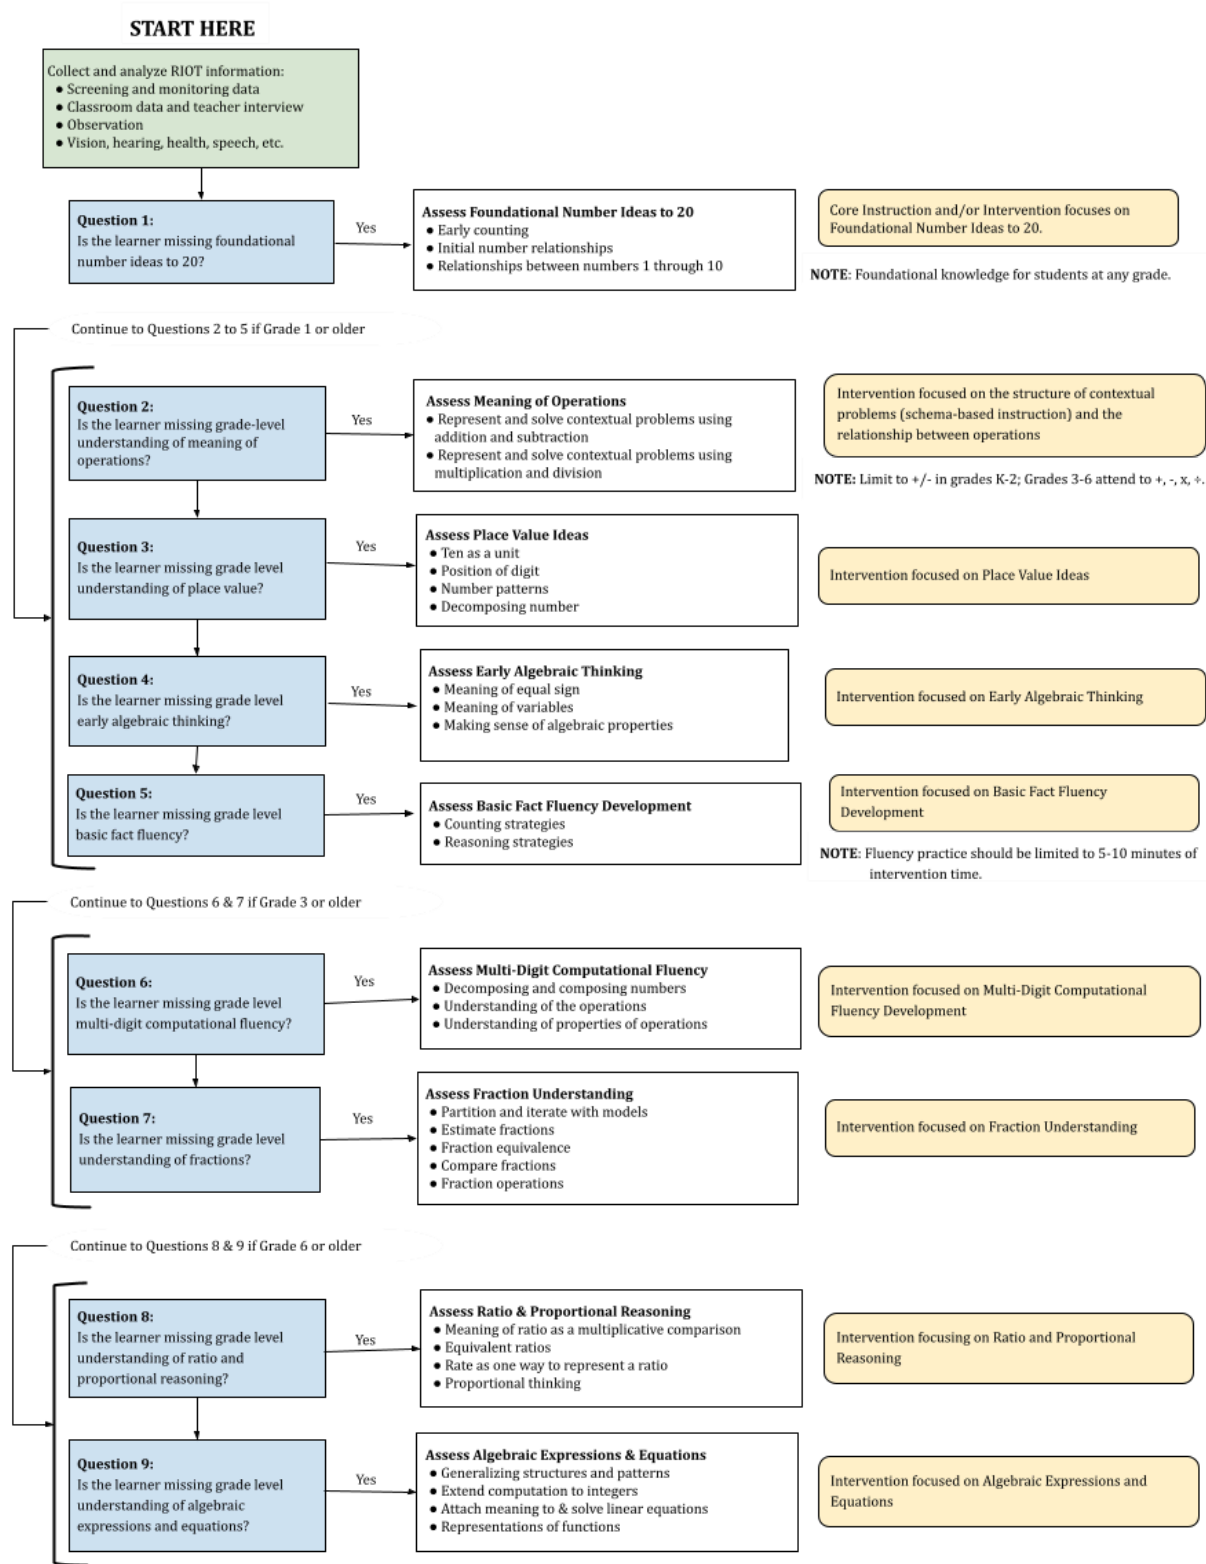 START HERE
Collect and analyze RIOT information:
● Screening and monitoring data
● Classroom data and teacher interview
● Observation
● Vision, hearing, health, speech, etc.
Question 1:
Is the learner missing foundational
number ideas to 20?
Yes
Assess Foundational Number Ideas to 20
● Early counting
● Initial number relationships
● Relationships between numbers 1 through 10
Core Instruction and/or Intervention focuses on
Foundational Number Ideas to 20.
NOTE: Foundational knowledge for students at any grade.
Continue to Questions 2 to 5 if Grade 1 or older
Question 2:
Is the learner missing grade-level
understanding of meaning of
operations?
Yes
Assess Meaning of Operations
● Represent and solve contextual problems using
addition and subtraction
● Represent and solve contextual problems using
multiplication and division
Intervention focused on the structure of contextual
problems (schema-based instruction) and the
relationship between operations
NOTE: Limit to +/- in grades K-2; Grades 3-6 attend to +, -, x, ÷.
Question 3:
Is the learner missing grade level
understanding of place value?
Yes
Assess Place Value Ideas
● Ten as a unit
● Position of digit
● Number patterns
● Decomposing number
Intervention focused on Place Value Ideas
Question 4:
Is the learner missing grade level
early algebraic thinking?
Yes
Assess Early Algebraic Thinking
● Meaning of equal sign
● Meaning of variables
● Making sense of algebraic properties
Intervention focused on Early Algebraic Thinking
Question 5:
Is the learner missing grade level
basic fact fluency?
Yes
Assess Basic Fact Fluency Development
● Counting strategies
● Reasoning strategies
Intervention focused on Basic Fact Fluency
Development
NOTE: Fluency practice should be limited to 5-10 minutes of
intervention time.
Continue to Questions 6 & 7 if Grade 3 or older
Question 6:
Is the learner missing grade level
multi-digit computational fluency?
Yes
Assess Multi-Digit Computational Fluency
● Decomposing and composing numbers
● Understanding of the operations
● Understanding of properties of operations
Intervention focused on Multi-Digit Computational
Fluency Development
Question 7:
Is the learner missing grade level
understanding of fractions?
Yes
Assess Fraction Understanding
● Partition and iterate with models
● Estimate fractions
● Fraction equivalence
● Compare fractions
● Fraction operations
Intervention focused on Fraction Understanding
Continue to Questions 8 & 9 if Grade 6 or older
Question 8:
Is the learner missing grade level
understanding of ratio and
proportional reasoning?
Yes
Assess Ratio & Proportional Reasoning
● Meaning of ratio as a multiplicative comparison
● Equivalent ratios
● Rate as one way to represent a ratio
● Proportional thinking
Intervention focusing on Ratio and Proportional
Reasoning
Question 9:
Is the learner missing grade level
understanding of algebraic
expressions and equations?
Yes
Assess Algebraic Expressions & Equations
● Generalizing structures and patterns
● Extend computation to integers
● Attach meaning to & solve linear equations
● Representations of functions
Intervention focused on Algebraic Expressions and
Equations